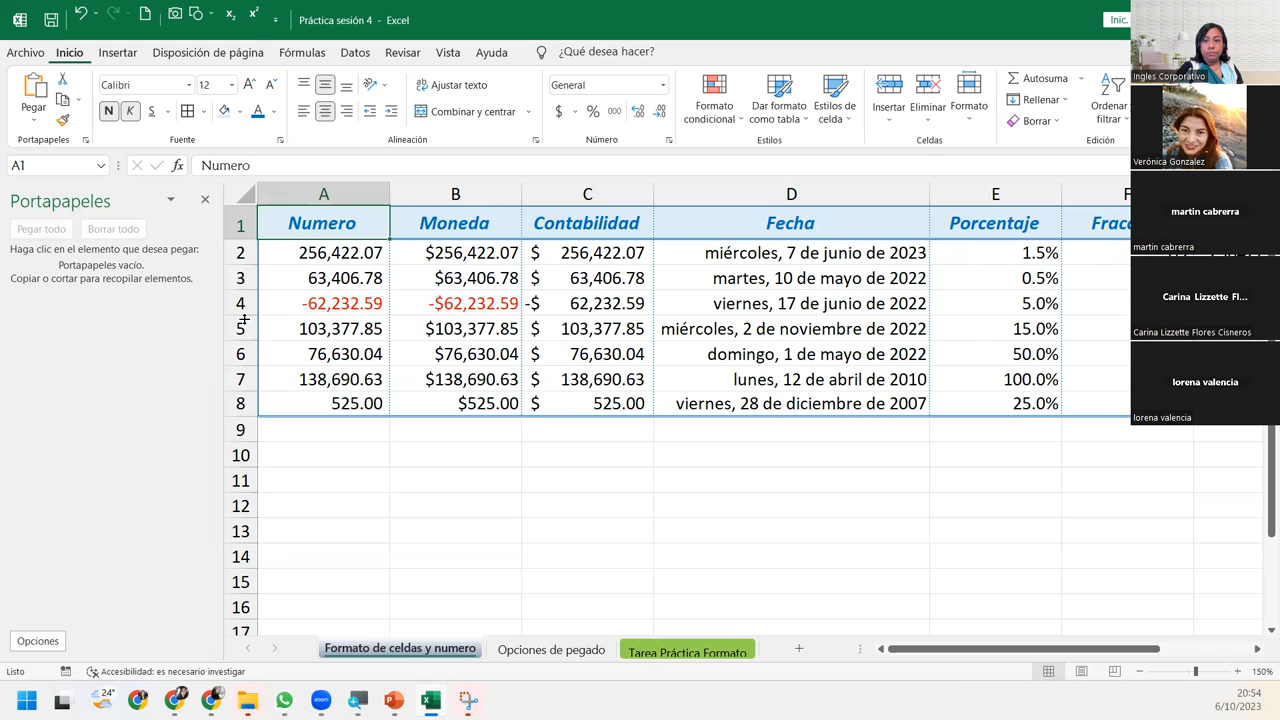 Práctica sesión 4 - Excel
Inic.
Archivo Inicio Insertar Disposición de página Fórmulas Datos Revisar Vista Ayuda ¿Qué desea hacer?
Pegar
Calibri 12
N K S
Combinar y centrar
General
Formato condicional
Dar formato como tabla
Estilos de celda
Insertar
Eliminar
Formato
Autosuma
Rellenar
Borrar
Ordenar
filtrar
Portapapeles Fuente Alineación Número Estilos Celdas Edición
A1 fx Numero
Portapapeles
Pegar todo Borrar todo
Haga clic en el elemento que desea pegar:
Portapapeles vacío.
Copiar o cortar para recopilar elementos.
Opciones
A B C D E F
1 Numero Moneda Contabilidad Fecha Porcentaje Fracc
2 256,422.07 $256,422.07 $ 256,422.07 miércoles, 7 de junio de 2023 1.5%
3 63,406.78 $63,406.78 $ 63,406.78 martes, 10 de mayo de 2022 0.5%
4 -62,232.59 -$62,232.59 -$ 62,232.59 viernes, 17 de junio de 2022 5.0%
5 103,377.85 $103,377.85 $ 103,377.85 miércoles, 2 de noviembre de 2022 15.0%
6 76,630.04 $76,630.04 $ 76,630.04 domingo, 1 de mayo de 2022 50.0%
7 138,690.63 $138,690.63 $ 138,690.63 lunes, 12 de abril de 2010 100.0%
8 525.00 $525.00 $ 525.00 viernes, 28 de diciembre de 2007 25.0%
9
10
11
12
13
14
15
16
17
Formato de celdas y numero Opciones de pegado Tarea Práctica Formato
Listo Accesibilidad: es necesario investigar 150%
24°
20:54
6/10/2023
Ingles Corporativo
Verónica Gonzalez
martin cabrerra
martin cabrerra
Carina Lizzette Fl...
Carina Lizzette Flores Cisneros
lorena valencia
lorena valencia